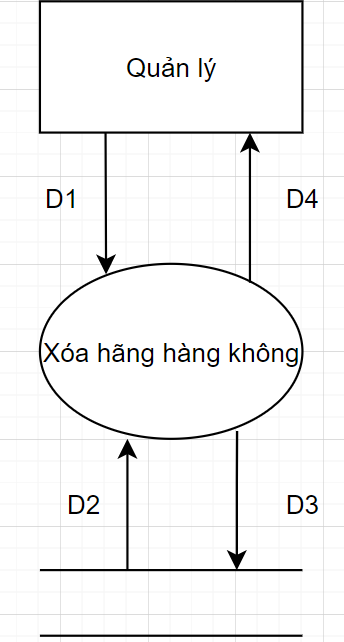 Quản lý
D1
D4
Xóa hãng hàng không
D2
D3